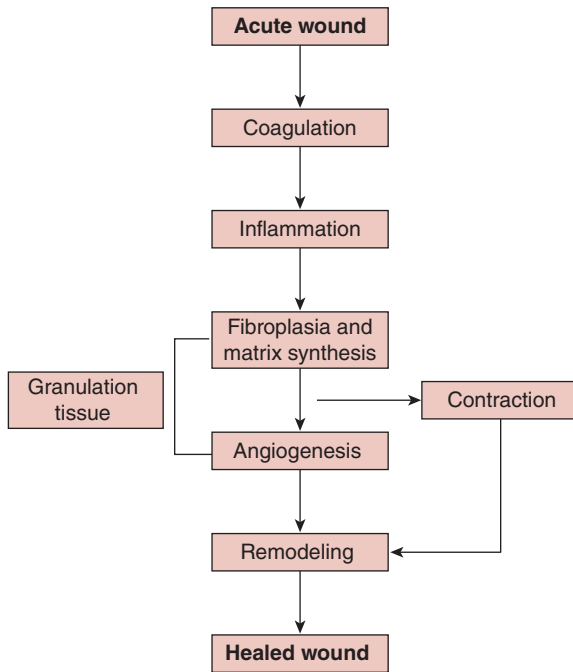 Acute wound
Coagulation
Inflammation
Fibroplasia and
matrix synthesis
Granulation
tissue
Contraction
Angiogenesis
Remodeling
Healed wound